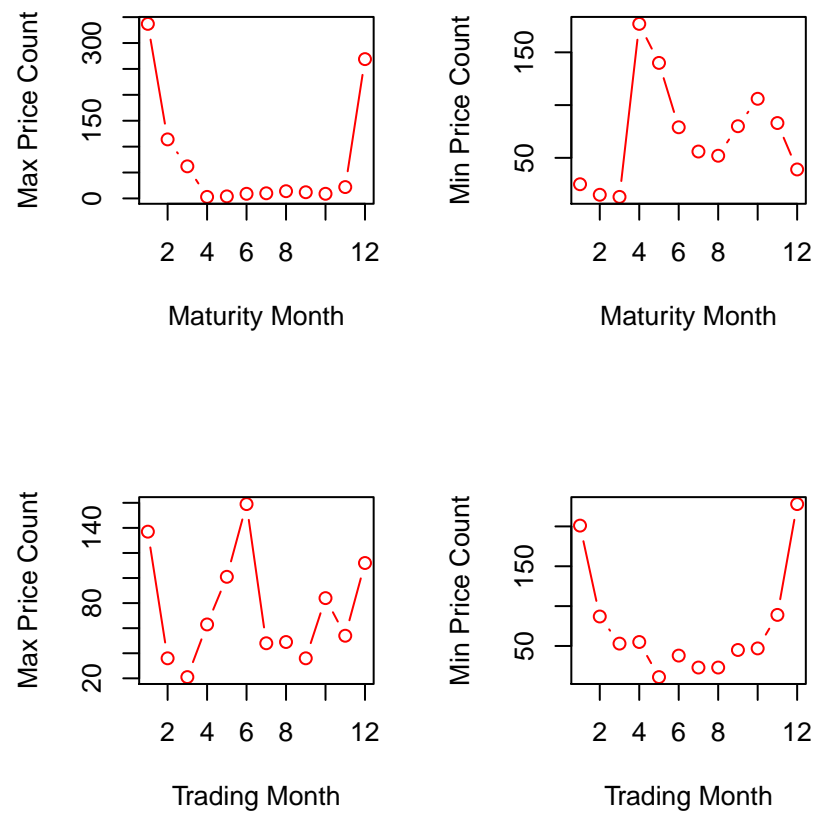 Max Price Count
0 150 300
2 4 6 8 12
Maturity Month
Min Price Count
50 150
2 4 6 8 12
Maturity Month
Max Price Count
20 80 140
2 4 6 8 12
Trading Month
Min Price Count
50 150
2 4 6 8 12
Trading Month